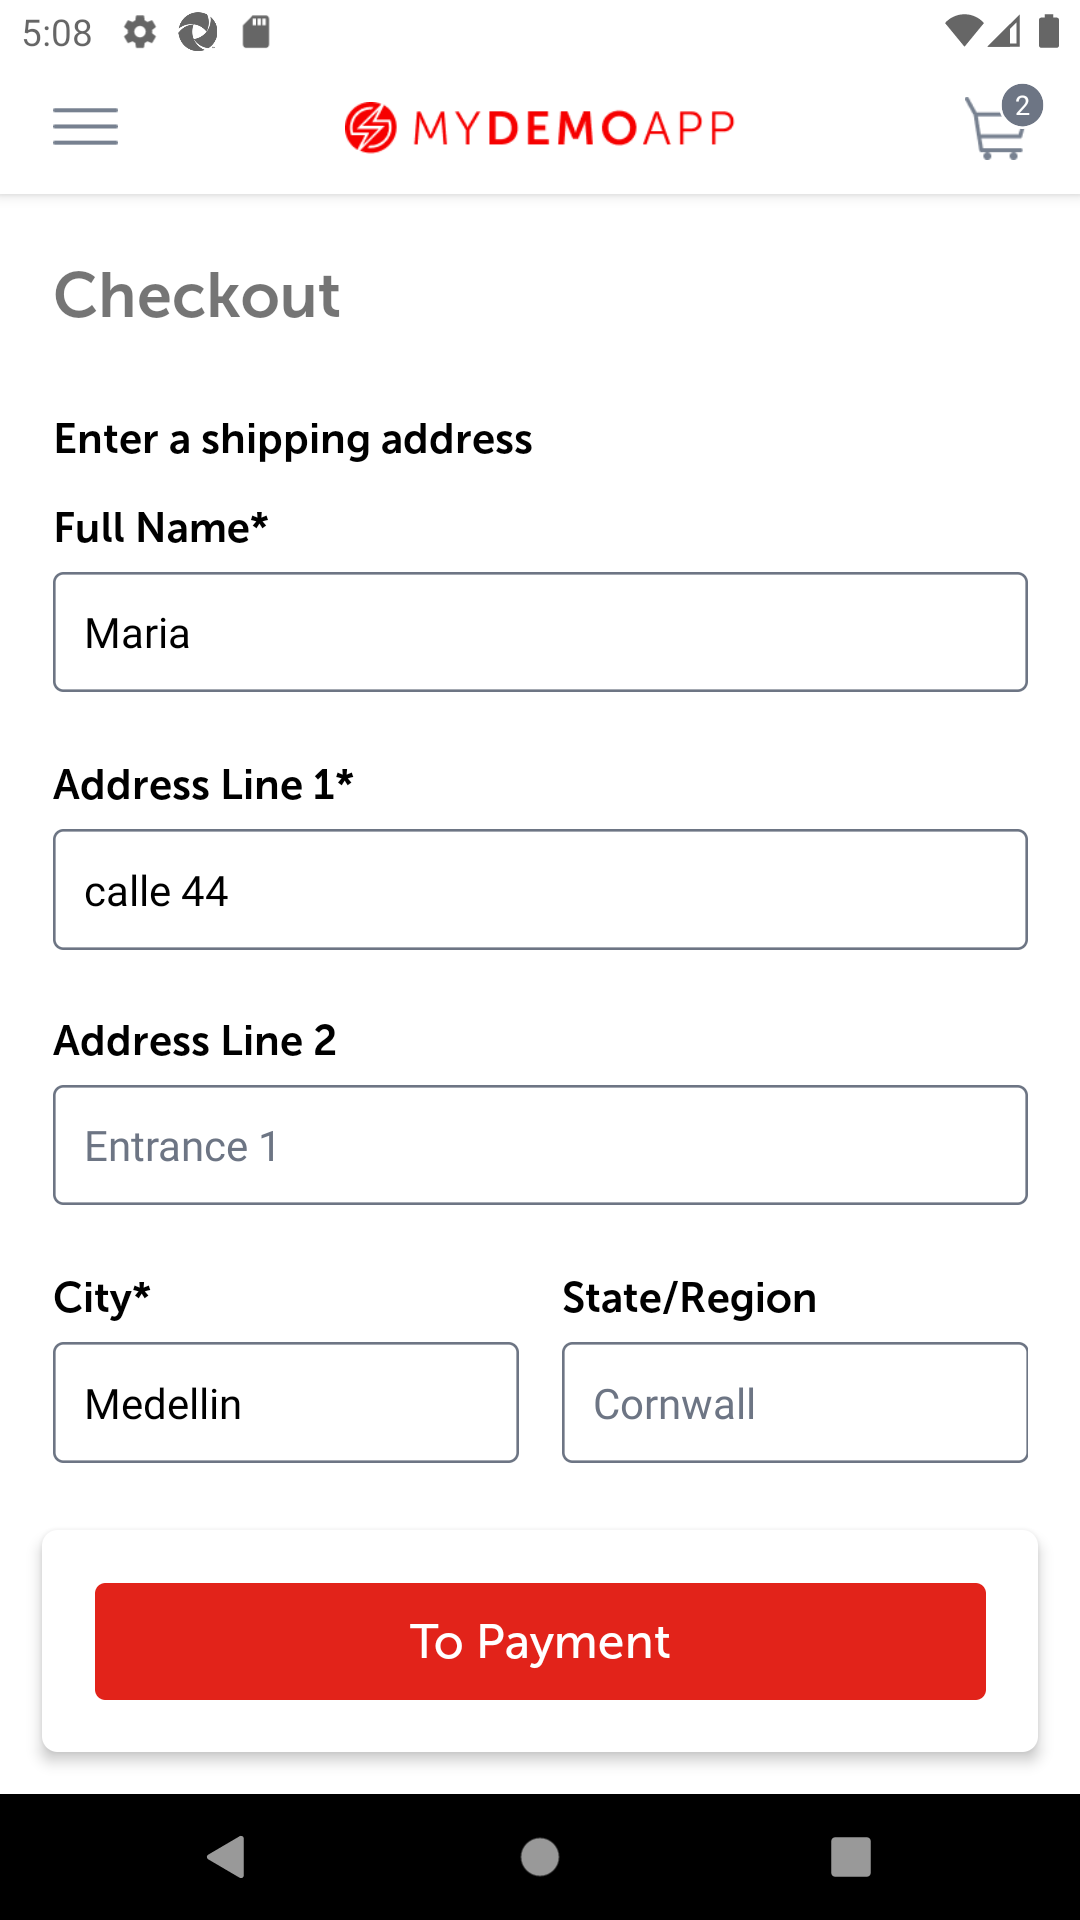 5:08
MYDEMOAPP
2
Checkout
Enter a shipping address
Full Name*
Maria
Address Line 1*
calle 44
Address Line 2
Entrance 1
City* State/Region
Medellin Cornwall
To Payment